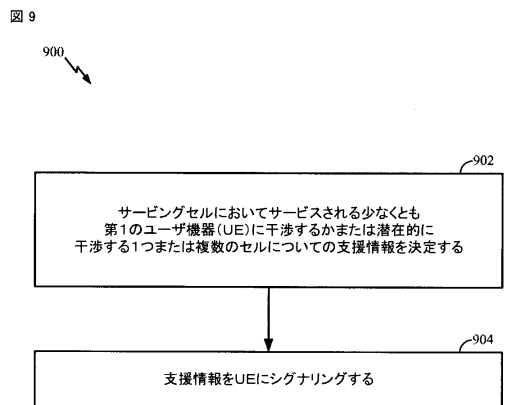 図 9
900
902
サービングセルにおいてサービスされる少なくとも
第1のユーザ機器(UE)に干渉するかまたは潜在的に
干渉する1つまたは複数のセルについての支援情報を決定する
904
支援情報をUEにシグナリングする